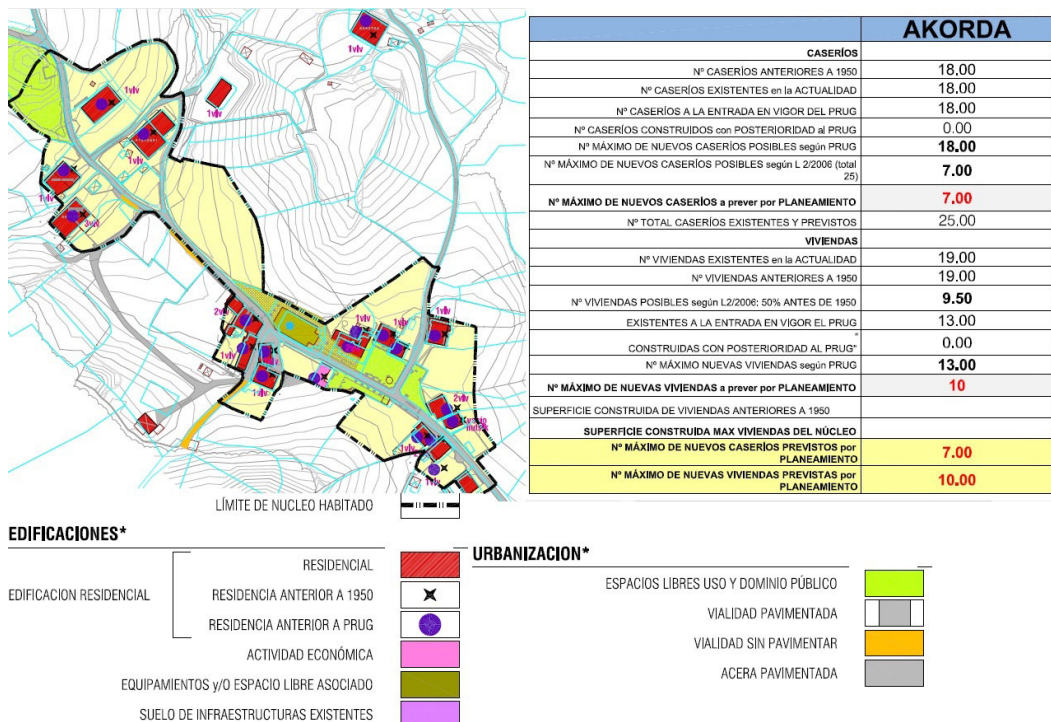 AKORDA
CASERÍOS
Nº CASERÍOS ANTERIORES A 1950 18.00
Nº CASERÍOS EXISTENTES en la ACTUALIDAD 18.00
Nº CASERÍOS A LA ENTRADA EN VIGOR DEL PRUG 18.00
Nº CASERÍOS CONSTRUIDOS con POSTERIORIDAD al PRUG 0.00
Nº MÁXIMO DE NUEVOS CASERÍOS POSIBLES según PRUG 18.00
Nº MÁXIMO DE NUEVOS CASERÍOS POSIBLES según L 2/2006 (total
25) 7.00
Nº MÁXIMO DE NUEVOS CASERÍOS a prever por PLANEAMIENTO 7.00
Nº TOTAL CASERÍOS EXISTENTES Y PREVISTOS 25.00
VIVIENDAS
Nº VIVIENDAS EXISTENTES en la ACTUALIDAD 19.00
Nº VIVIENDAS ANTERIORES A 1950 19.00
Nº VIVIENDAS POSIBLES según L2/2006: 50% ANTES DE 1950 9.50
EXISTENTES A LA ENTRADA EN VIGOR EL PRUG 13.00
"
CONSTRUIDAS CON POSTERIORIDAD AL PRUG" 0.00
Nº MÁXIMO NUEVAS VIVIENDAS según PRUG 13.00
Nº MÁXIMO DE NUEVAS VIVIENDAS a prever por PLANEAMIENTO 10
SUPERFICIE CONSTRUIDA DE VIVIENDAS ANTERIORES A 1950
SUPERFICIE CONSTRUIDA MAX VIVIENDAS DEL NÚCLEO
Nº MÁXIMO DE NUEVOS CASERÍOS PREVISTOS por
PLANEAMIENTO 7.00
Nº MÁXIMO DE NUEVAS VIVIENDAS PREVISTAS por
PLANEAMIENTO 10.00
1viv
1viv
1viv
1viv
1viv
3viv
2viv
1viv
1viv
1viv
1viv
2viv
1viv
1viv
LÍMITE DE NUCLEO HABITADO
EDIFICACIONES*
EDIFICACION RESIDENCIAL
RESIDENCIAL
RESIDENCIA ANTERIOR A 1950
RESIDENCIA ANTERIOR A PRUG
ACTIVIDAD ECONÓMICA
EQUIPAMIENTOS y/O ESPACIO LIBRE ASOCIADO
SUELO DE INFRAESTRUCTURAS EXISTENTES
URBANIZACION*
ESPACIOS LIBRES USO Y DOMINIO PÚBLICO
VIALIDAD PAVIMENTADA
VIALIDAD SIN PAVIMENTAR
ACERA PAVIMENTADA